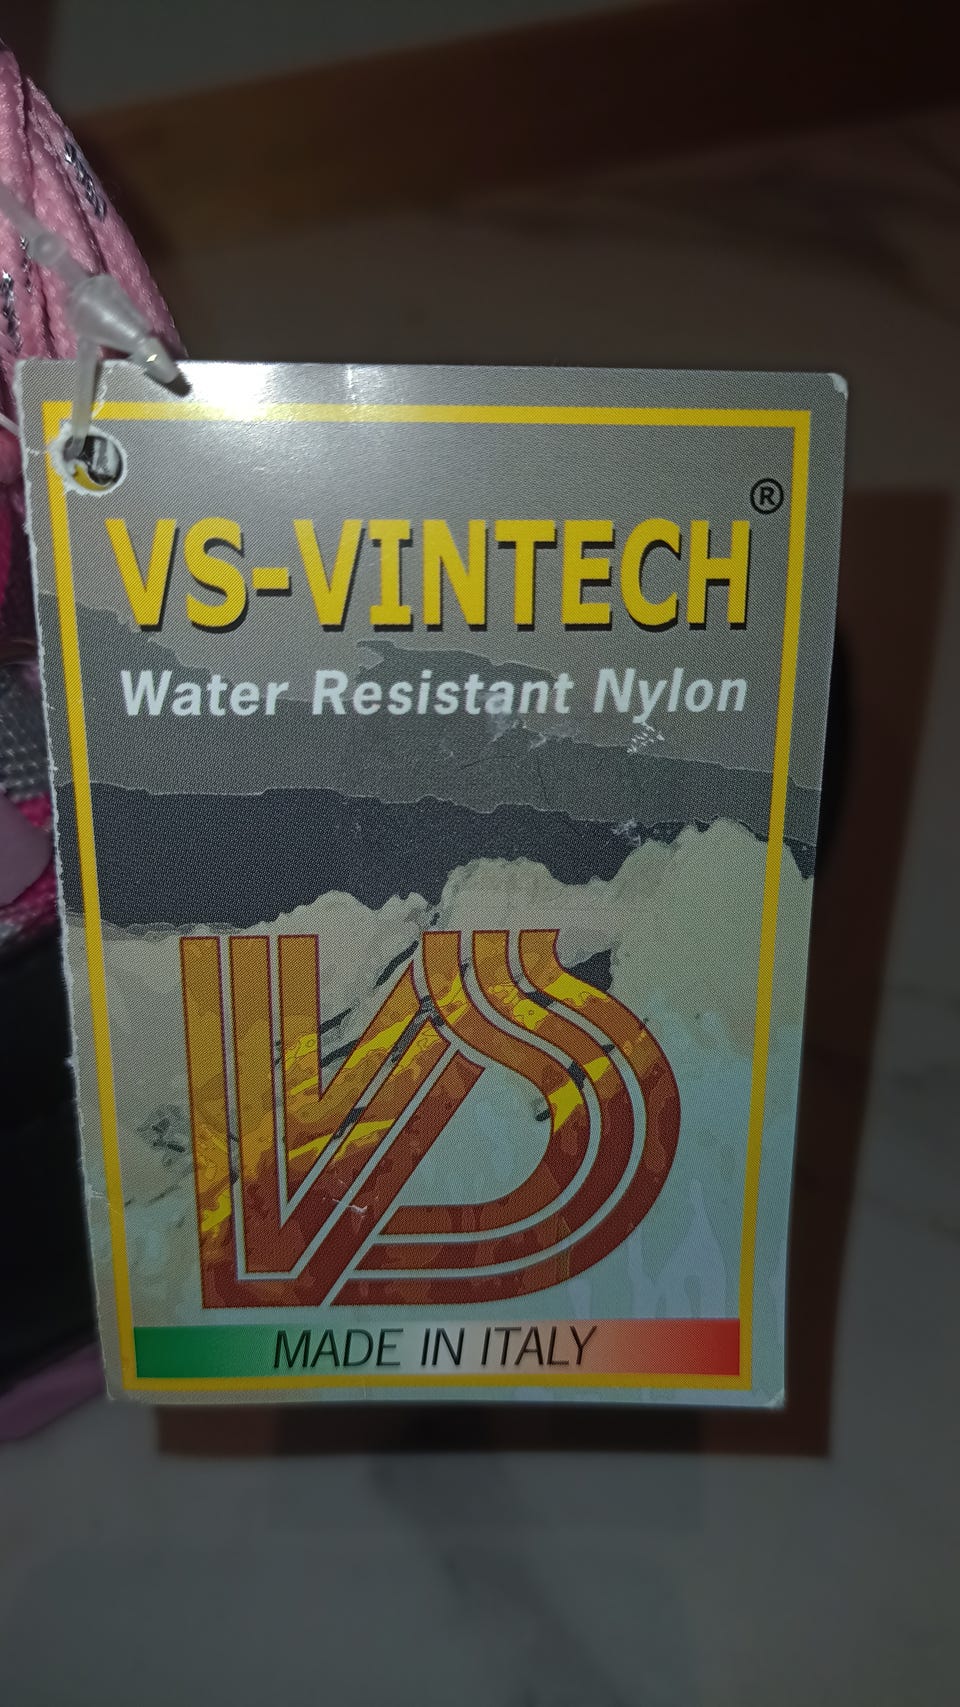 VS-VINTECH®
Water Resistant Nylon
VS
MADE IN ITALY